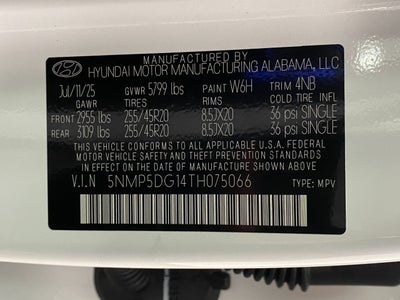 MANUFACTURED BY
HYUNDAI MOTOR MANUFACTURING ALABAMA, LLC
Jul/11/25 GVWR 5799 lbs PAINT W6H TRIM 4NB
GAWR TIRES RIMS COLD TIRE INFL
FRONT 2955 lbs 255/45R20 8.5JX20 36 psi SINGLE
REAR 3109 lbs 255/45R20 8.5JX20 36 psi SINGLE
THIS VEHICLE CONFORMS TO ALL APPLICABLE U.S.A. FEDERAL
MOTOR VEHICLE SAFETY STANDARDS IN EFFECT ON THE
DATE OF MANUFACTURE SHOWN ABOVE.
V.I.N 5NMP5DG14TH075066 TYPE: MPV